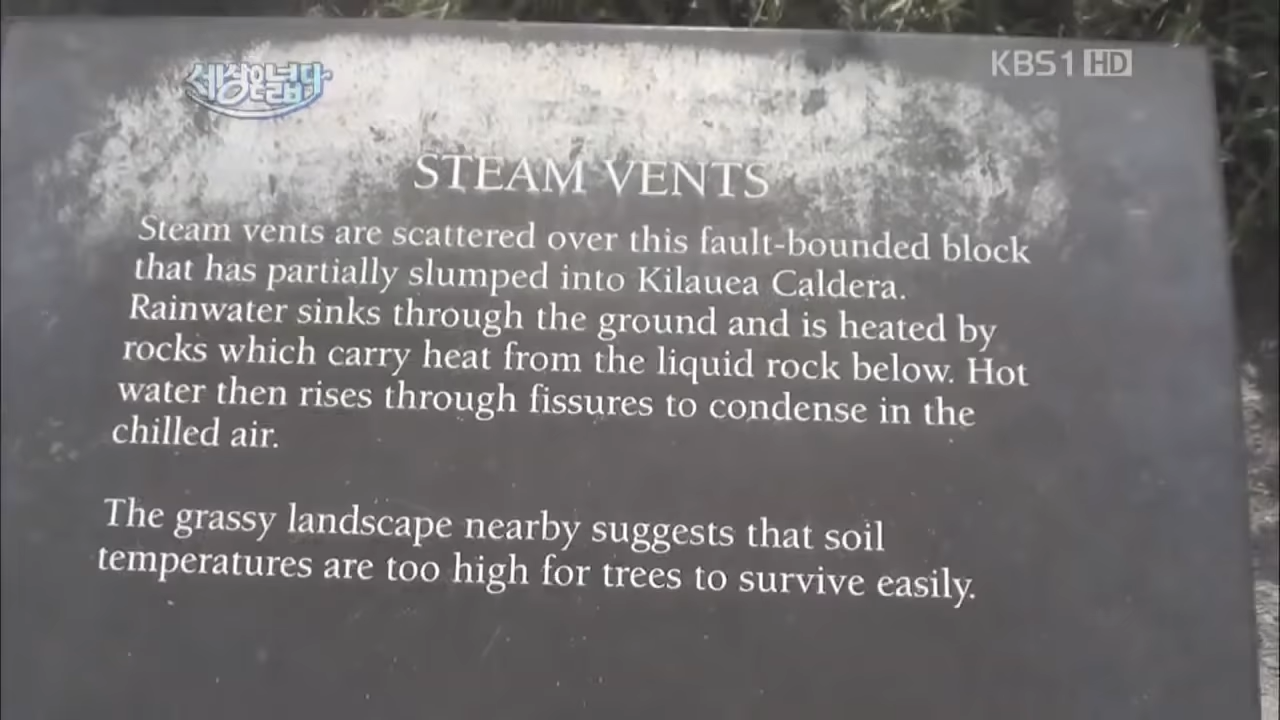 세상은넓다
KBS1 HD
STEAM VENTS
Steam vents are scattered over this fault-bounded block
that has partially slumped into Kilauea Caldera.
Rainwater sinks through the ground and is heated by
rocks which carry heat from the liquid rock below. Hot
water then rises through fissures to condense in the
chilled air.
The grassy landscape nearby suggests that soil
temperatures are too high for trees to survive easily.